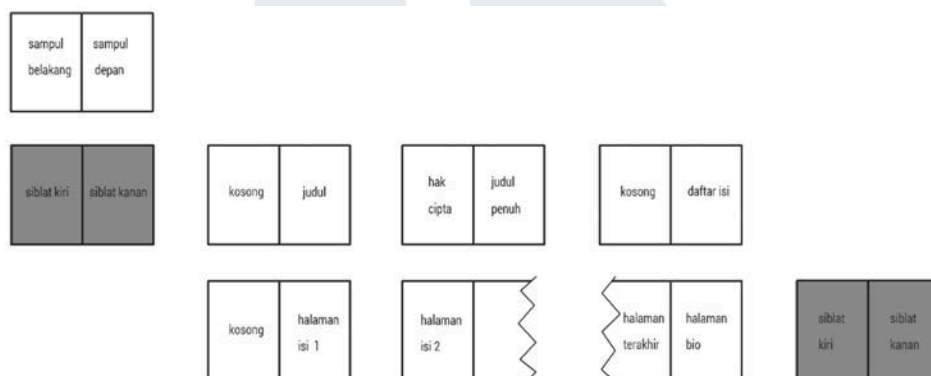 sampul
belakang
sampul
depan
siblat kiri
siblat kanan
kosong
judul
hak
cipta
judul
penuh
kosong
daftar isi
kosong
halaman
isi 1
halaman
isi 2
halaman
terakhir
halaman
bio
siblat
kiri
siblat
kanan